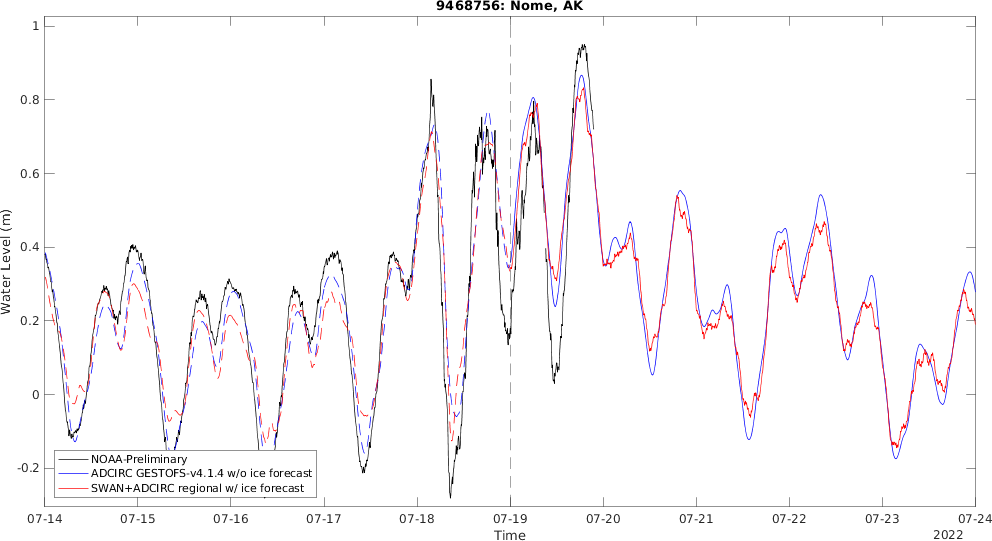 9468756: Nome, AK
Water Level (m)
1
0.8
0.6
0.4
0.2
0
-0.2
NOAA-Preliminary
ADCIRC GESTOFS-v4.1.4 w/o ice forecast
SWAN+ADCIRC regional w/ ice forecast
07-14 07-15 07-16 07-17 07-18 07-19 07-20 07-21 07-22 07-23 07-24
Time
2022